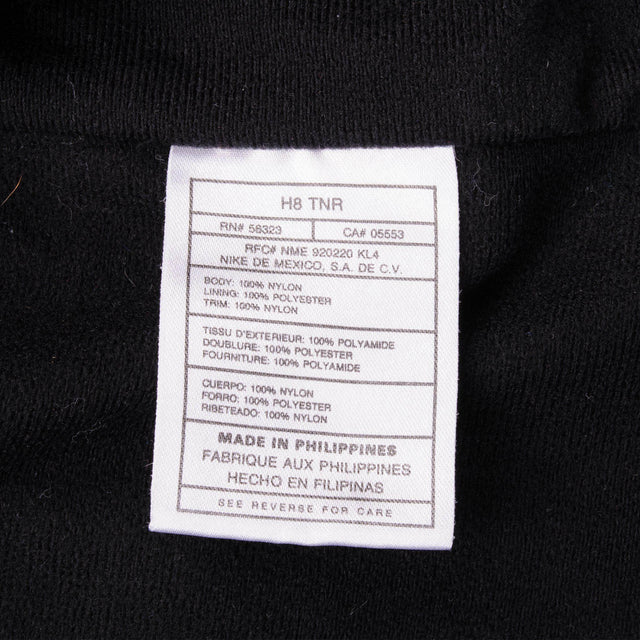 H8 TNR
RN# 56323 CA# 05553
RFC# NME 920220 KL4
NIKE DE MEXICO, S.A. DE C.V.
BODY: 100% NYLON
LINING: 100% POLYESTER
TRIM: 100% NYLON
TISSU D'EXTERIEUR: 100% POLYAMIDE
DOUBLURE: 100% POLYESTER
FOURNITURE: 100% POLYAMIDE
CUERPO: 100% NYLON
FORRO: 100% POLYESTER
RIBETEADO: 100% NYLON
MADE IN PHILIPPINES
FABRIQUE AUX PHILIPPINES
HECHO EN FILIPINAS
SEE REVERSE FOR CARE